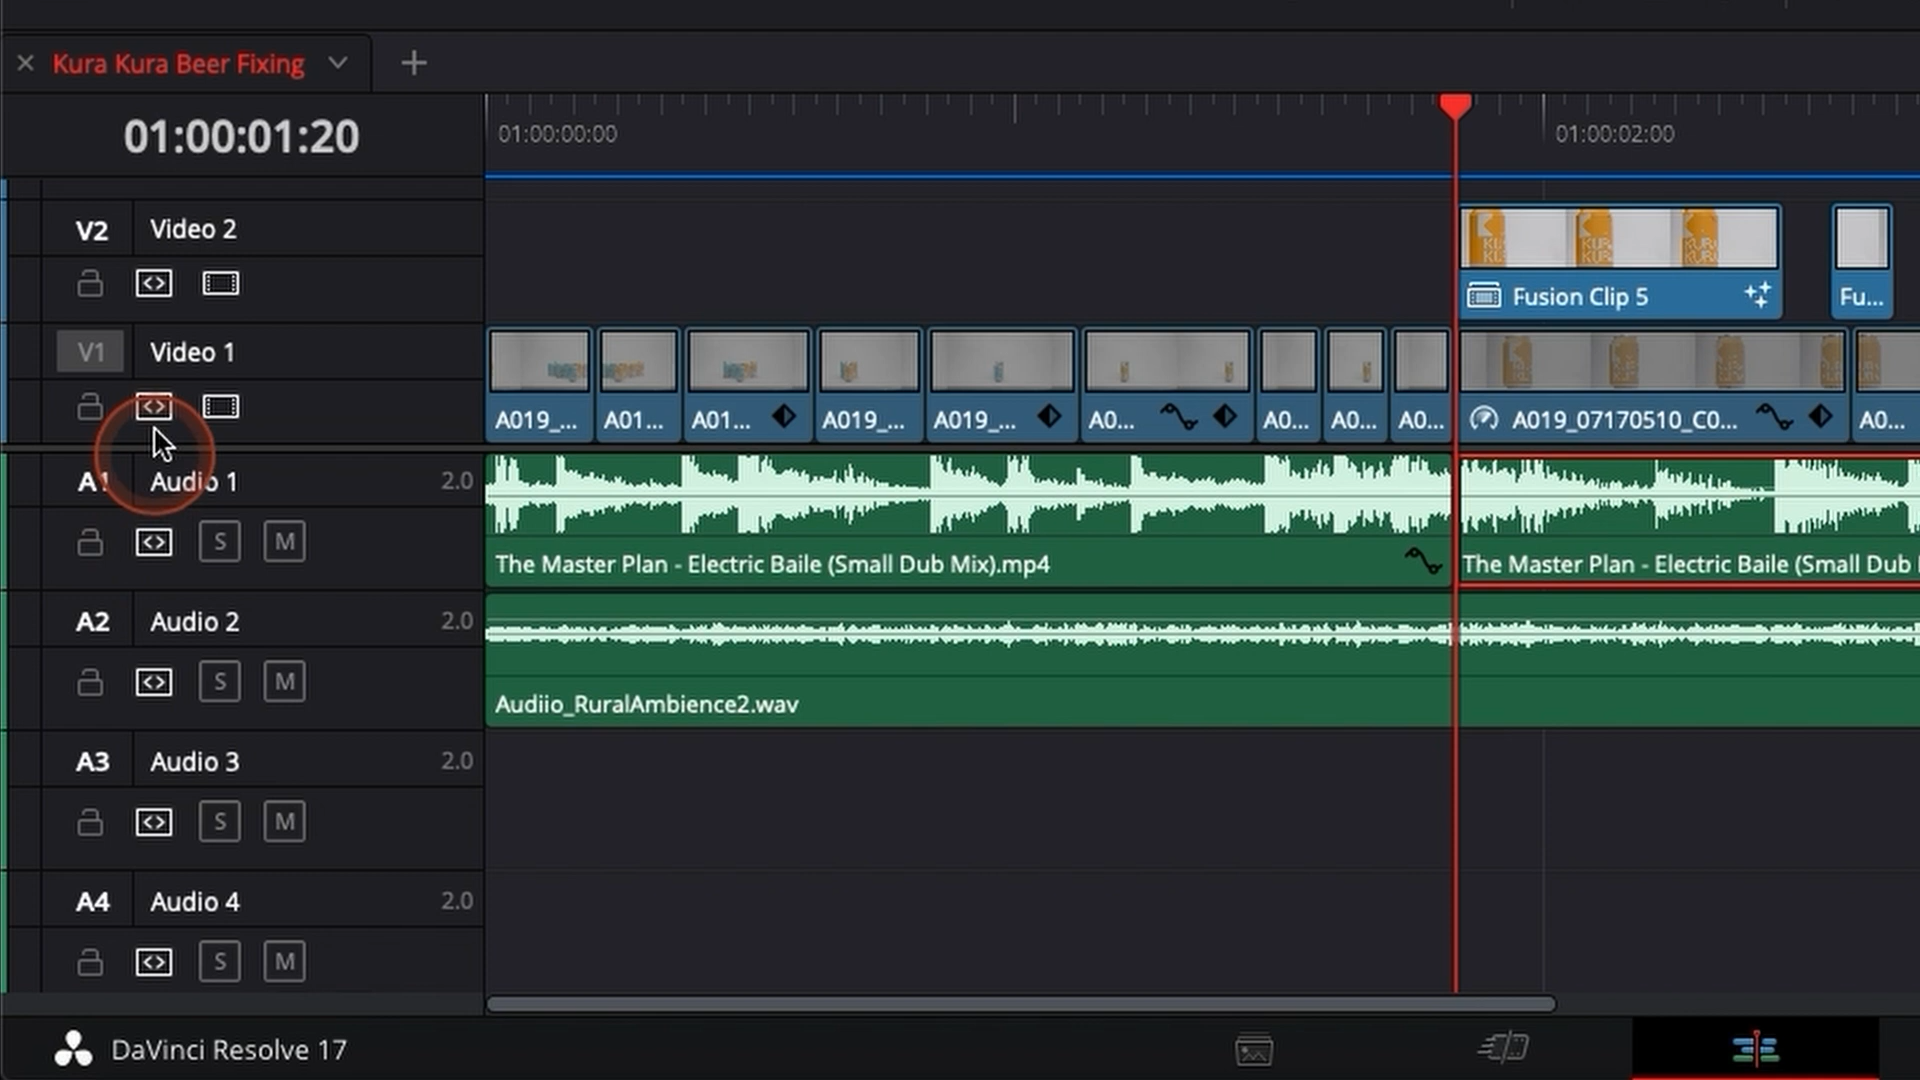 Kura Kura Beer Fixing
01:00:01:20
01:00:00:00
01:00:02:00
V2 Video 2
Fusion Clip 5
Fu...
V1 Video 1
A019_...
A01...
A01...
A019_...
A019_...
A0...
A0...
A0...
A0...
A019_07170510_C0...
A0...
A1 Audio 1 2.0
S M
The Master Plan - Electric Baile (Small Dub Mix).mp4
The Master Plan - Electric Baile (Small Dub
A2 Audio 2 2.0
S M
Audiio_RuralAmbience2.wav
A3 Audio 3 2.0
S M
A4 Audio 4 2.0
S M
DaVinci Resolve 17